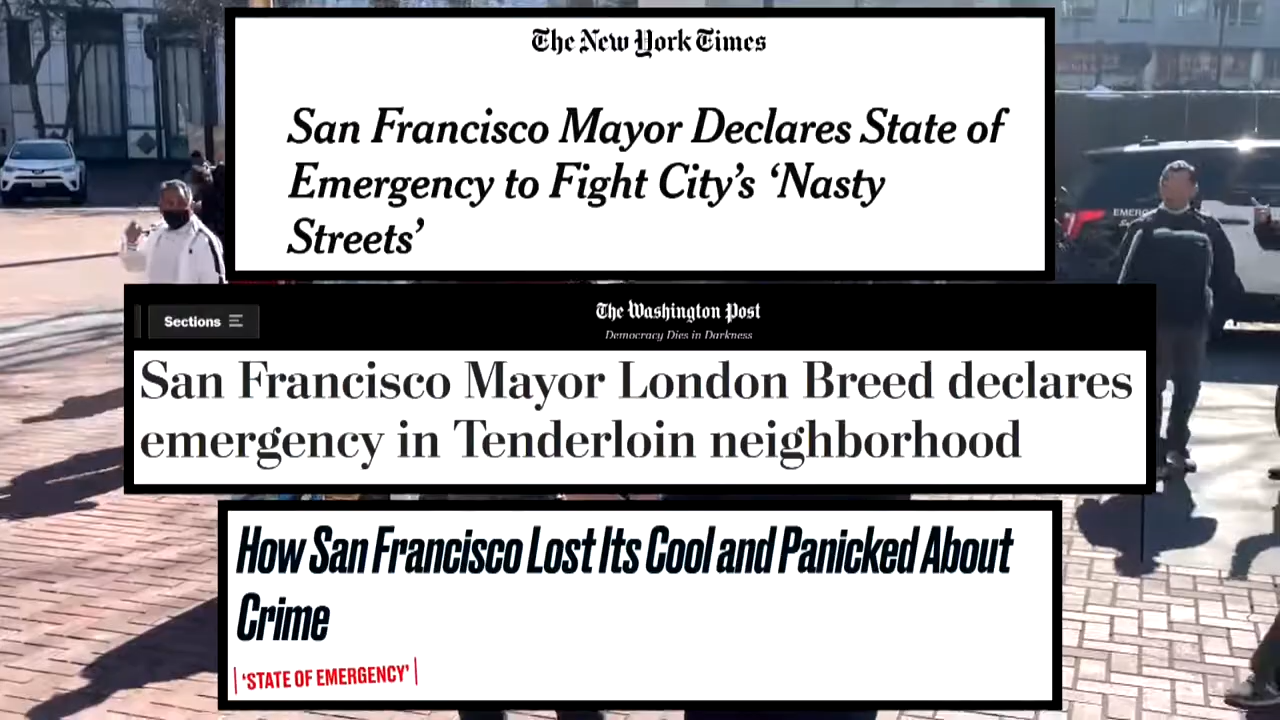 The New York Times
San Francisco Mayor Declares State of
Emergency to Fight City's ‘Nasty
Streets’
Sections
The Washington Post
Democracy Dies in Darkness
San Francisco Mayor London Breed declares
emergency in Tenderloin neighborhood
How San Francisco Lost Its Cool and Panicked About
Crime
‘STATE OF EMERGENCY’